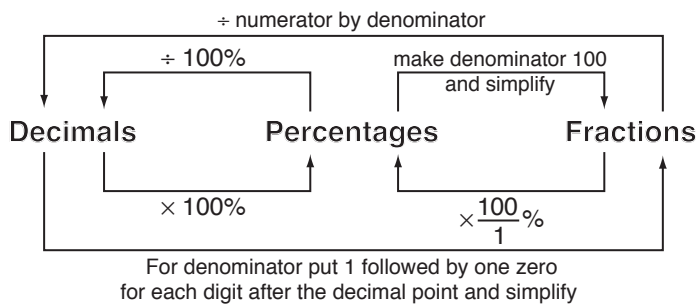 ÷ numerator by denominator
÷ 100%
make denominator 100
and simplify
Decimals
Percentages
Fractions
× 100%
× 100/1 %
For denominator put 1 followed by one zero
for each digit after the decimal point and simplify